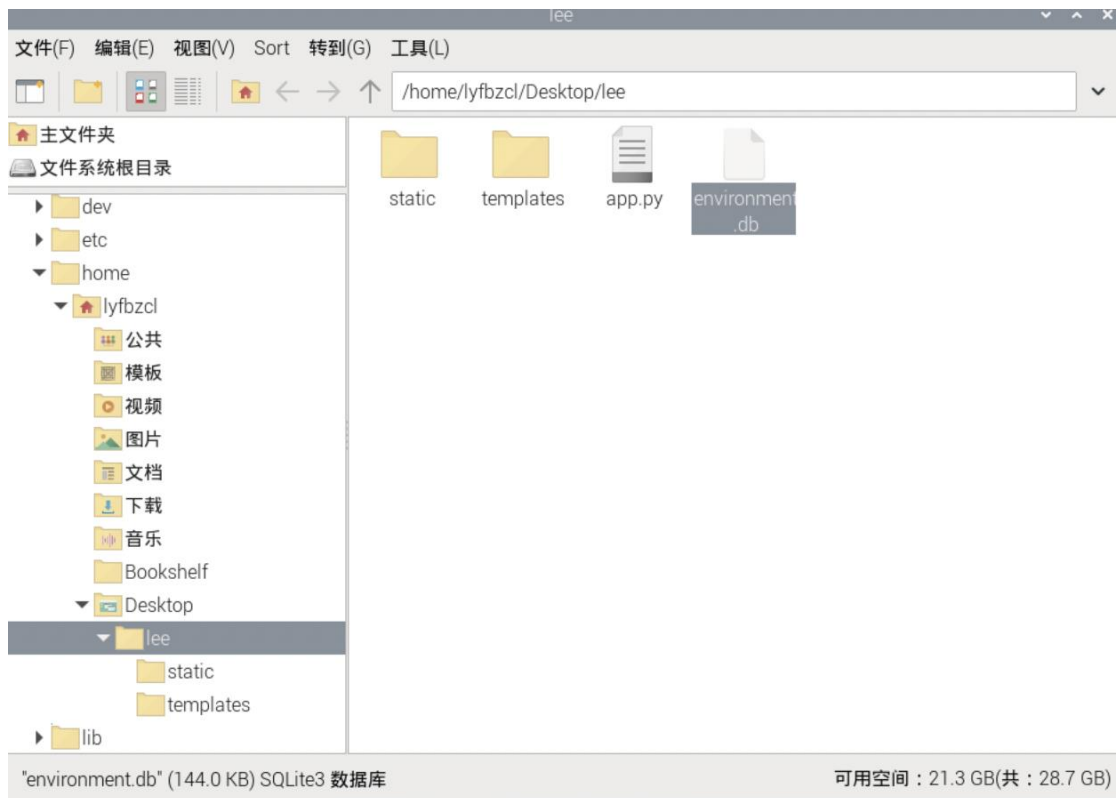 lee
文件(F) 编辑(E) 视图(V) Sort 转到(G) 工具(L)
/home/lyfbzcl/Desktop/lee
主文件夹
文件系统根目录
dev
etc
home
lyfbzcl
公共
模板
视频
图片
文档
下载
音乐
Bookshelf
Desktop
lee
static
templates
lib
static templates app.py environment
.db
"environment.db" (144.0 KB) SQLite3 数据库 可用空间：21.3 GB(共：28.7 GB)